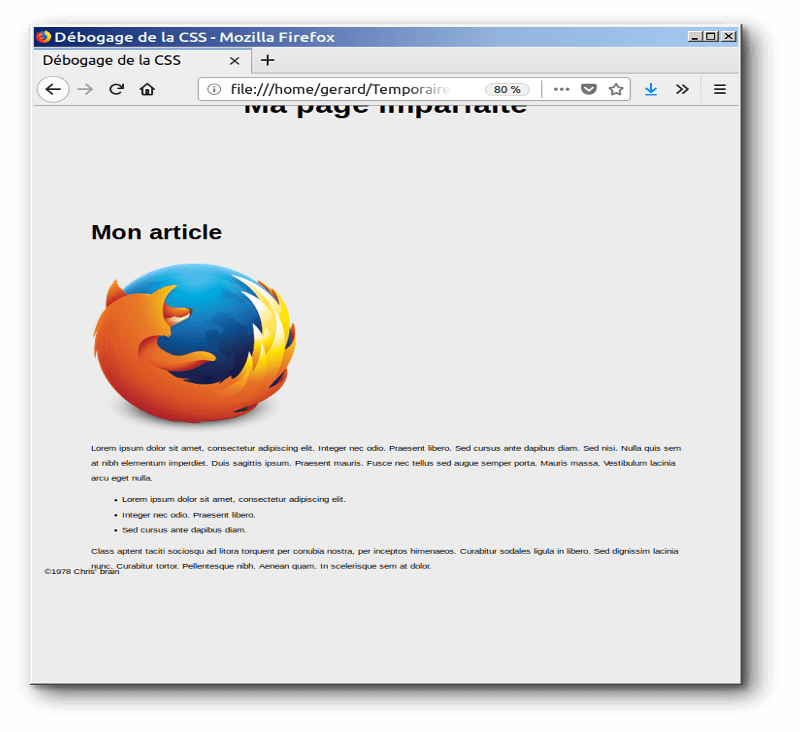 Débogage de la CSS - Mozilla Firefox
Débogage de la CSS
file:///home/gerard/Temporaire 80 %
Ma page imparfaite
Mon article
Lorem ipsum dolor sit amet, consectetur adipiscing elit. Integer nec odio. Praesent libero. Sed cursus ante dapibus diam. Sed nisi. Nulla quis sem
at nibh elementum imperdiet. Duis sagittis ipsum. Praesent mauris. Fusce nec tellus sed augue semper porta. Mauris massa. Vestibulum lacinia
arcu eget nulla.
• Lorem ipsum dolor sit amet, consectetur adipiscing elit.
• Integer nec odio. Praesent libero.
• Sed cursus ante dapibus diam.
Class aptent taciti sociosqu ad litora torquent per conubia nostra, per inceptos himenaeos. Curabitur sodales ligula in libero. Sed dignissim lacinia
nunc. Curabitur tortor. Pellentesque nibh. Aenean quam. In scelerisque sem at dolor.
©1978 Chris' brain